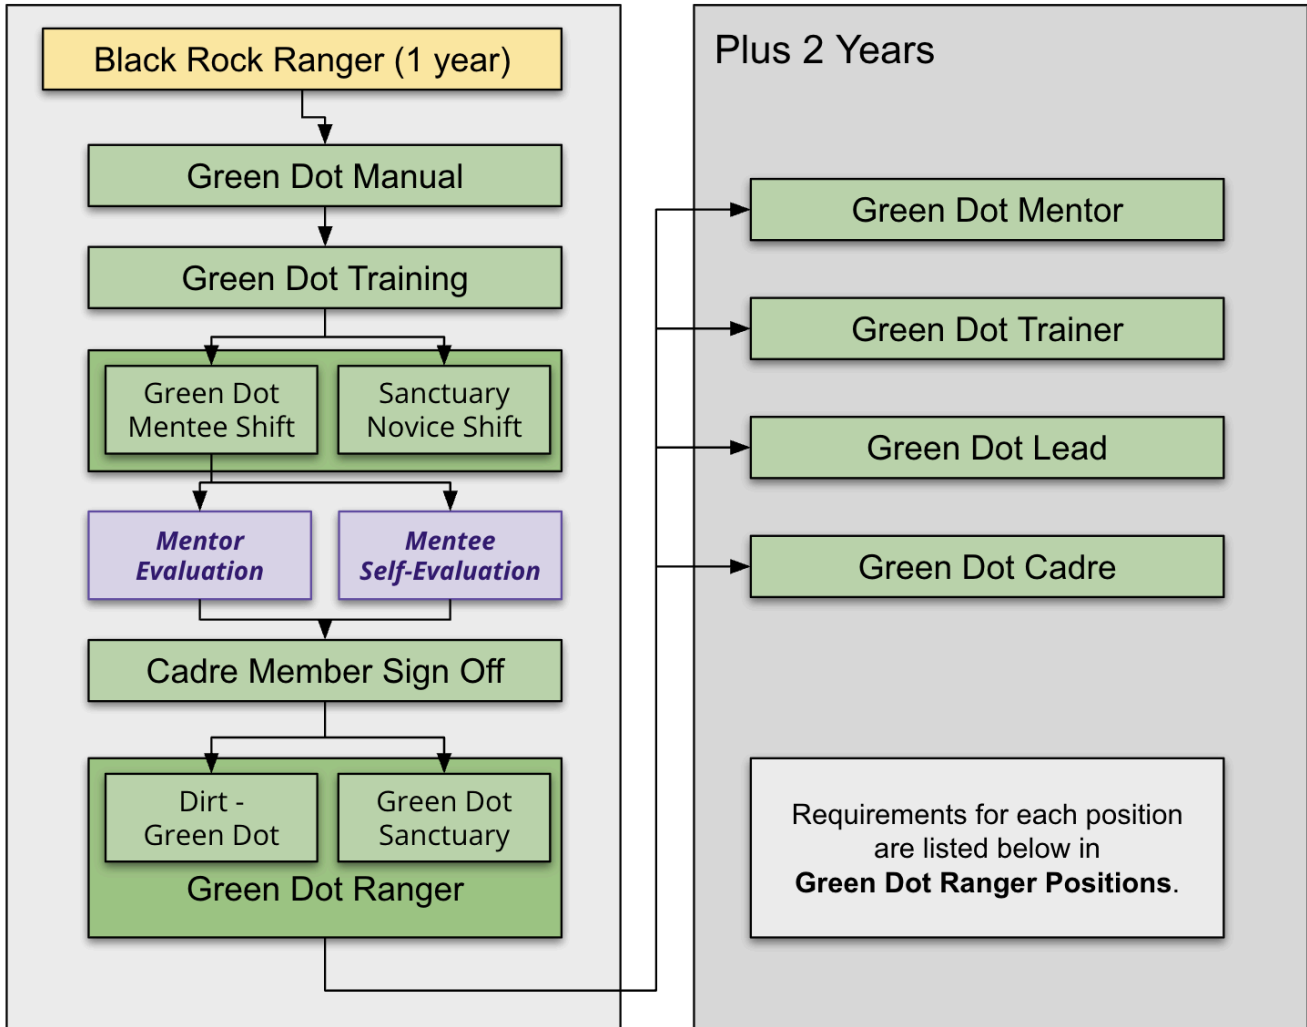 Black Rock Ranger (1 year)
Green Dot Manual
Green Dot Training
Green Dot
Mentee Shift
Sanctuary
Novice Shift
Mentor
Evaluation
Mentee
Self-Evaluation
Cadre Member Sign Off
Dirt -
Green Dot
Green Dot
Sanctuary
Green Dot Ranger
Plus 2 Years
Green Dot Mentor
Green Dot Trainer
Green Dot Lead
Green Dot Cadre
Requirements for each position
are listed below in
Green Dot Ranger Positions.